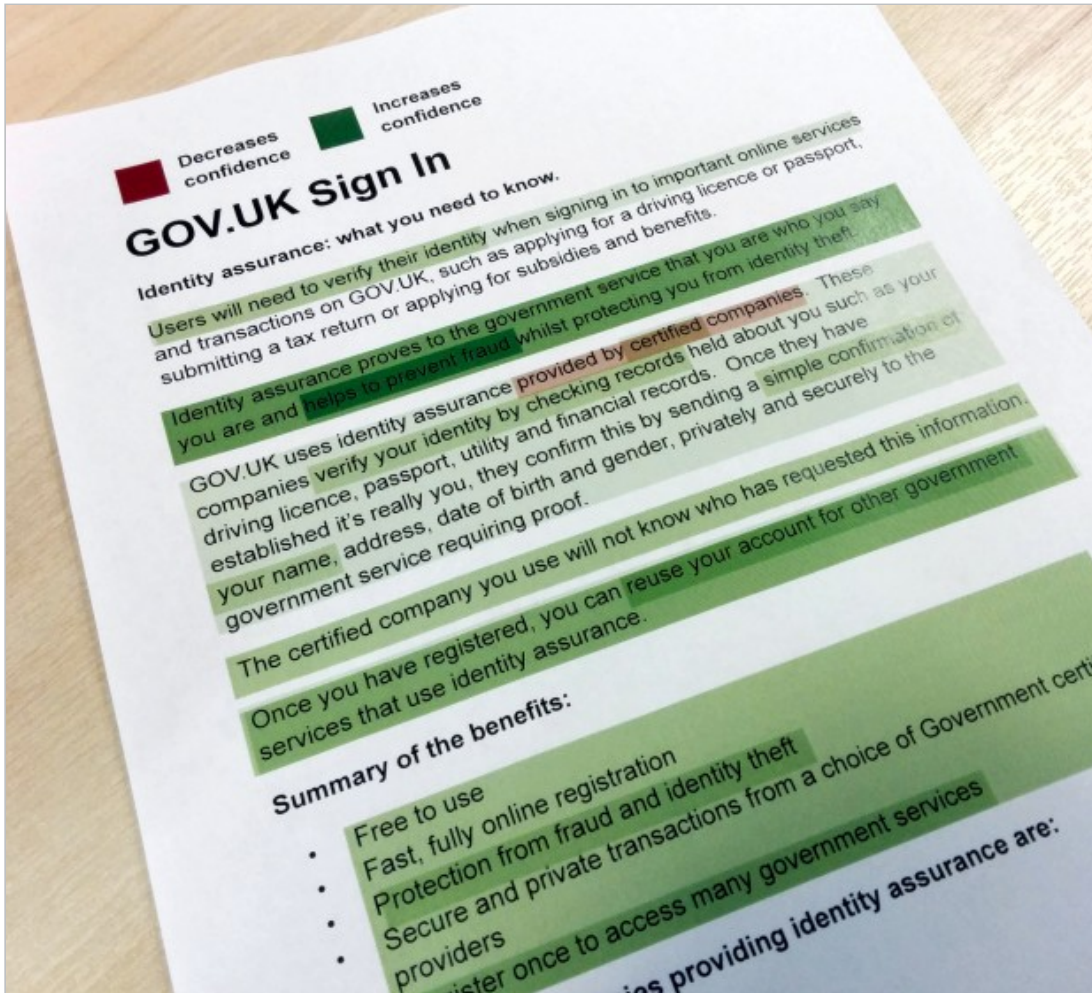 Decreases
confidence
Increases
confidence
GOV.UK Sign In
Identity assurance: what you need to know.
Users will need to verify their identity when signing in to important online services
and transactions on GOV.UK, such as applying for a driving licence or passport,
submitting a tax return or applying for subsidies and benefits.
Identity assurance proves to the government service that you are who you say
you are and helps to prevent fraud whilst protecting you from identity theft.
GOV.UK uses identity assurance provided by certified companies. These
companies verify your identity by checking records held about you such as your
driving licence, passport, utility and financial records. Once they have
established it's really you, they confirm this by sending a simple confirmation of
your name, address, date of birth and gender, privately and securely to the
government service requiring proof.
The certified company you use will not know who has requested this information.
Once you have registered, you can reuse your account for other government
services that use identity assurance.
Summary of the benefits:
• Free to use
• Fast, fully online registration
• Protection from fraud and identity theft
• Secure and private transactions from a choice of Government
providers
once to access many government services
providing identity assurance are: